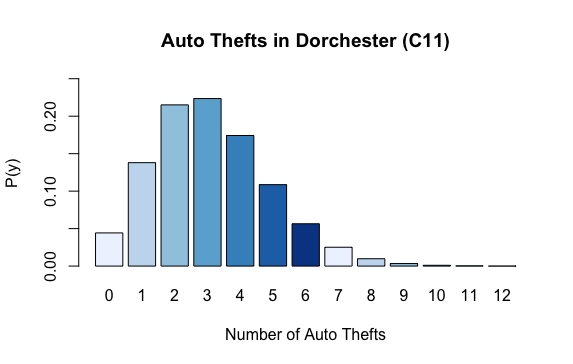 Auto Thefts in Dorchester (C11)
P(y)
0.20
0.10
0.00
0 1 2 3 4 5 6 7 8 9 10 11 12
Number of Auto Thefts